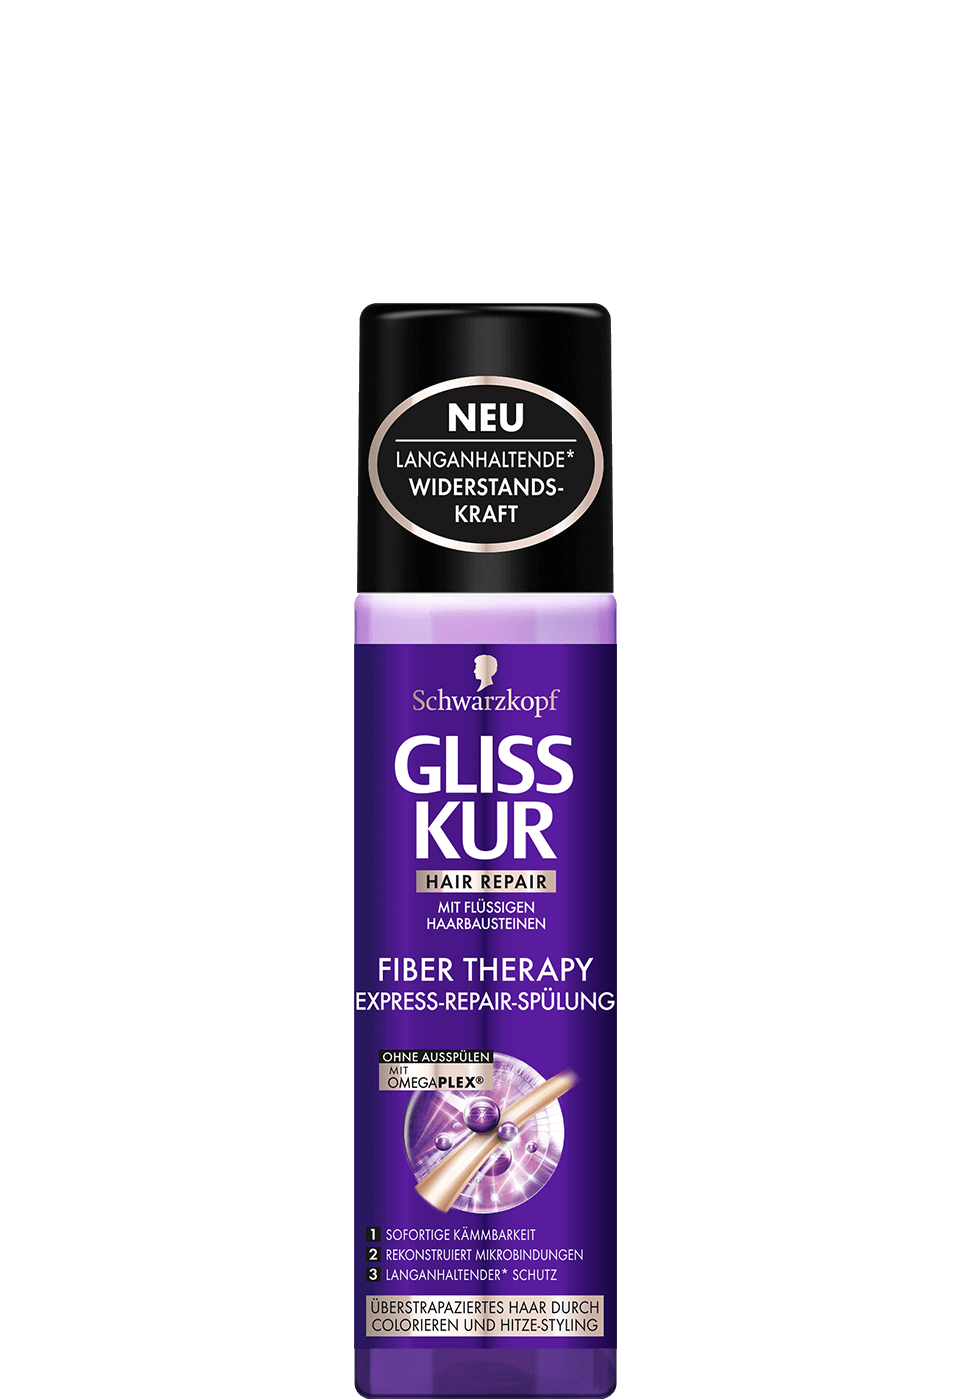 NEU
LANGANHALTENDE*
WIDERSTANDS-
KRAFT
Schwarzkopf
GLISS
KUR
HAIR REPAIR
MIT FLÜSSIGEN
HAARBAUSTEINEN
FIBER THERAPY
EXPRESS-REPAIR-SPÜLUNG
OHNE AUSSPÜLEN
MIT
OMEGAPLEX®
1 SOFORTIGE KÄMMBARKEIT
2 REKONSTRUIERT MIKROBINDUNGEN
3 LANGANHALTENDER* SCHUTZ
ÜBERSTRAPAZIERTES HAAR DURCH
COLORIEREN UND HITZE-STYLING